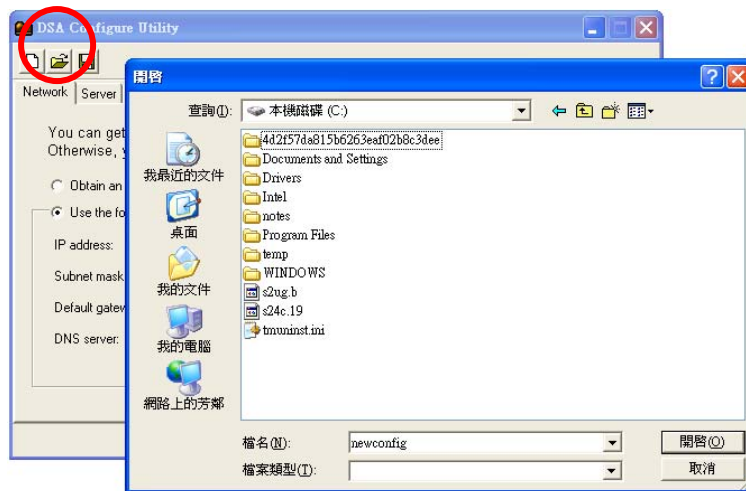 DSA Configure Utility
Network
Server
You can get
Otherwise,
Obtain an
Use the fo
IP address:
Subnet mask
Default gatew
DNS server:
開啓
查詢(I):
本機磁碟 (C:)
我最近的文件
桌面
我的文件
我的電腦
網路上的芳鄰
4d2f57da815b6263eaf02b8c3dee
Documents and Settings
Drivers
Intel
notes
Program Files
temp
WINDOWS
s2ug.b
s24c.19
tmuninst.ini
檔名(N):
newconfig
開啓(O)
檔案類型(T):
取消